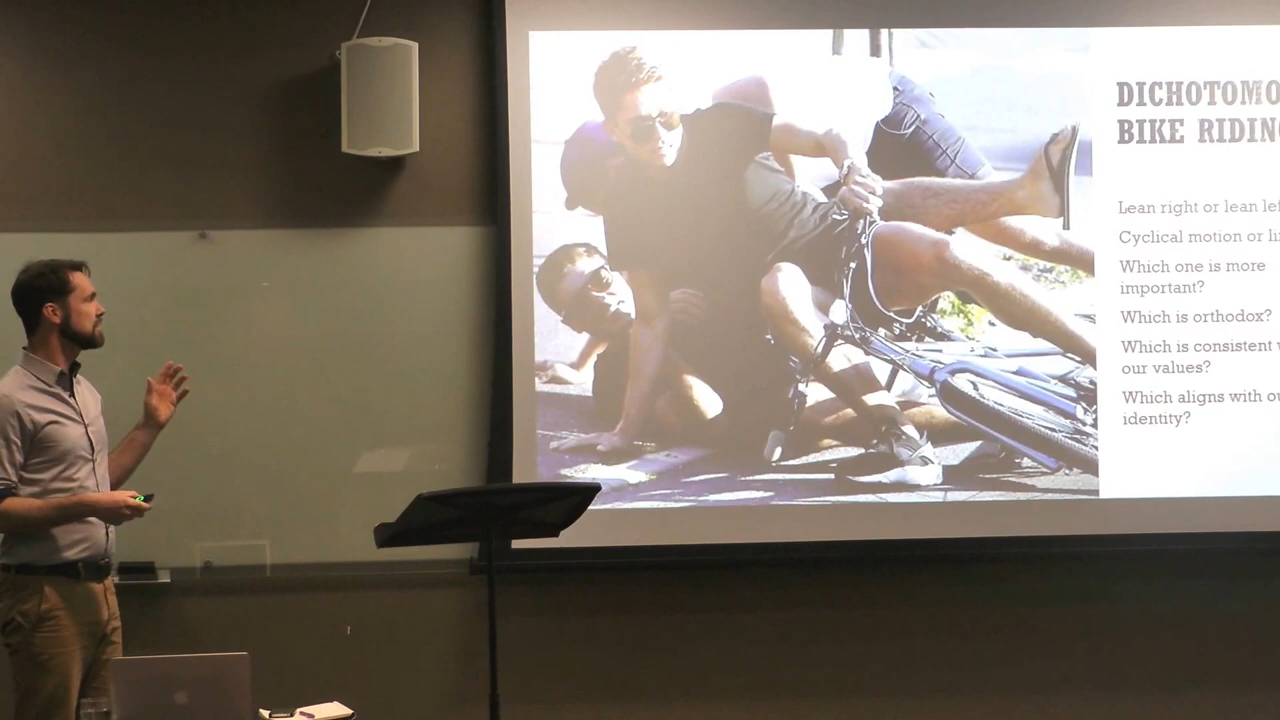 DICHOTOMO
BIKE RIDIN
Lean right or lean lef
Cyclical motion or li
Which one is more
important?
Which is orthodox?
Which is consistent
our values?
Which aligns with ou
identity?